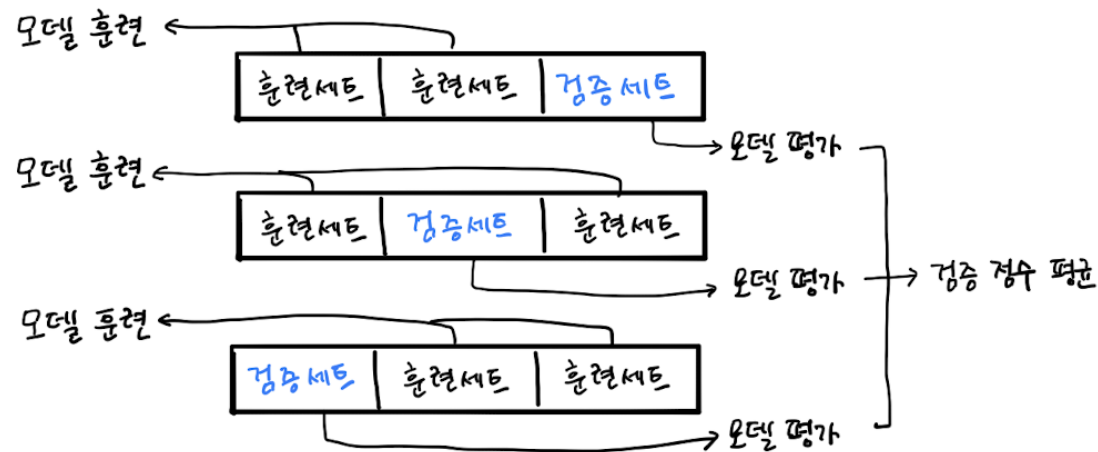 모델 훈련
훈련세트 훈련세트 검증세트
모델 평가
모델 훈련
훈련세트 검증세트 훈련세트
모델 평가
검증 점수 평균
모델 훈련
검증세트 훈련세트 훈련세트
모델 평가